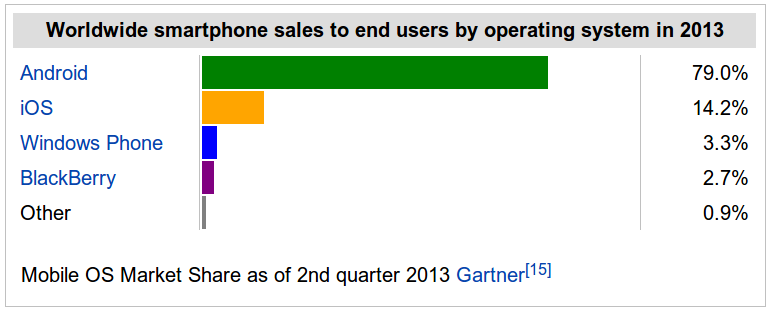 Worldwide smartphone sales to end users by operating system in 2013
Android 79.0%
iOS 14.2%
Windows Phone 3.3%
BlackBerry 2.7%
Other 0.9%
Mobile OS Market Share as of 2nd quarter 2013 Gartner[15]